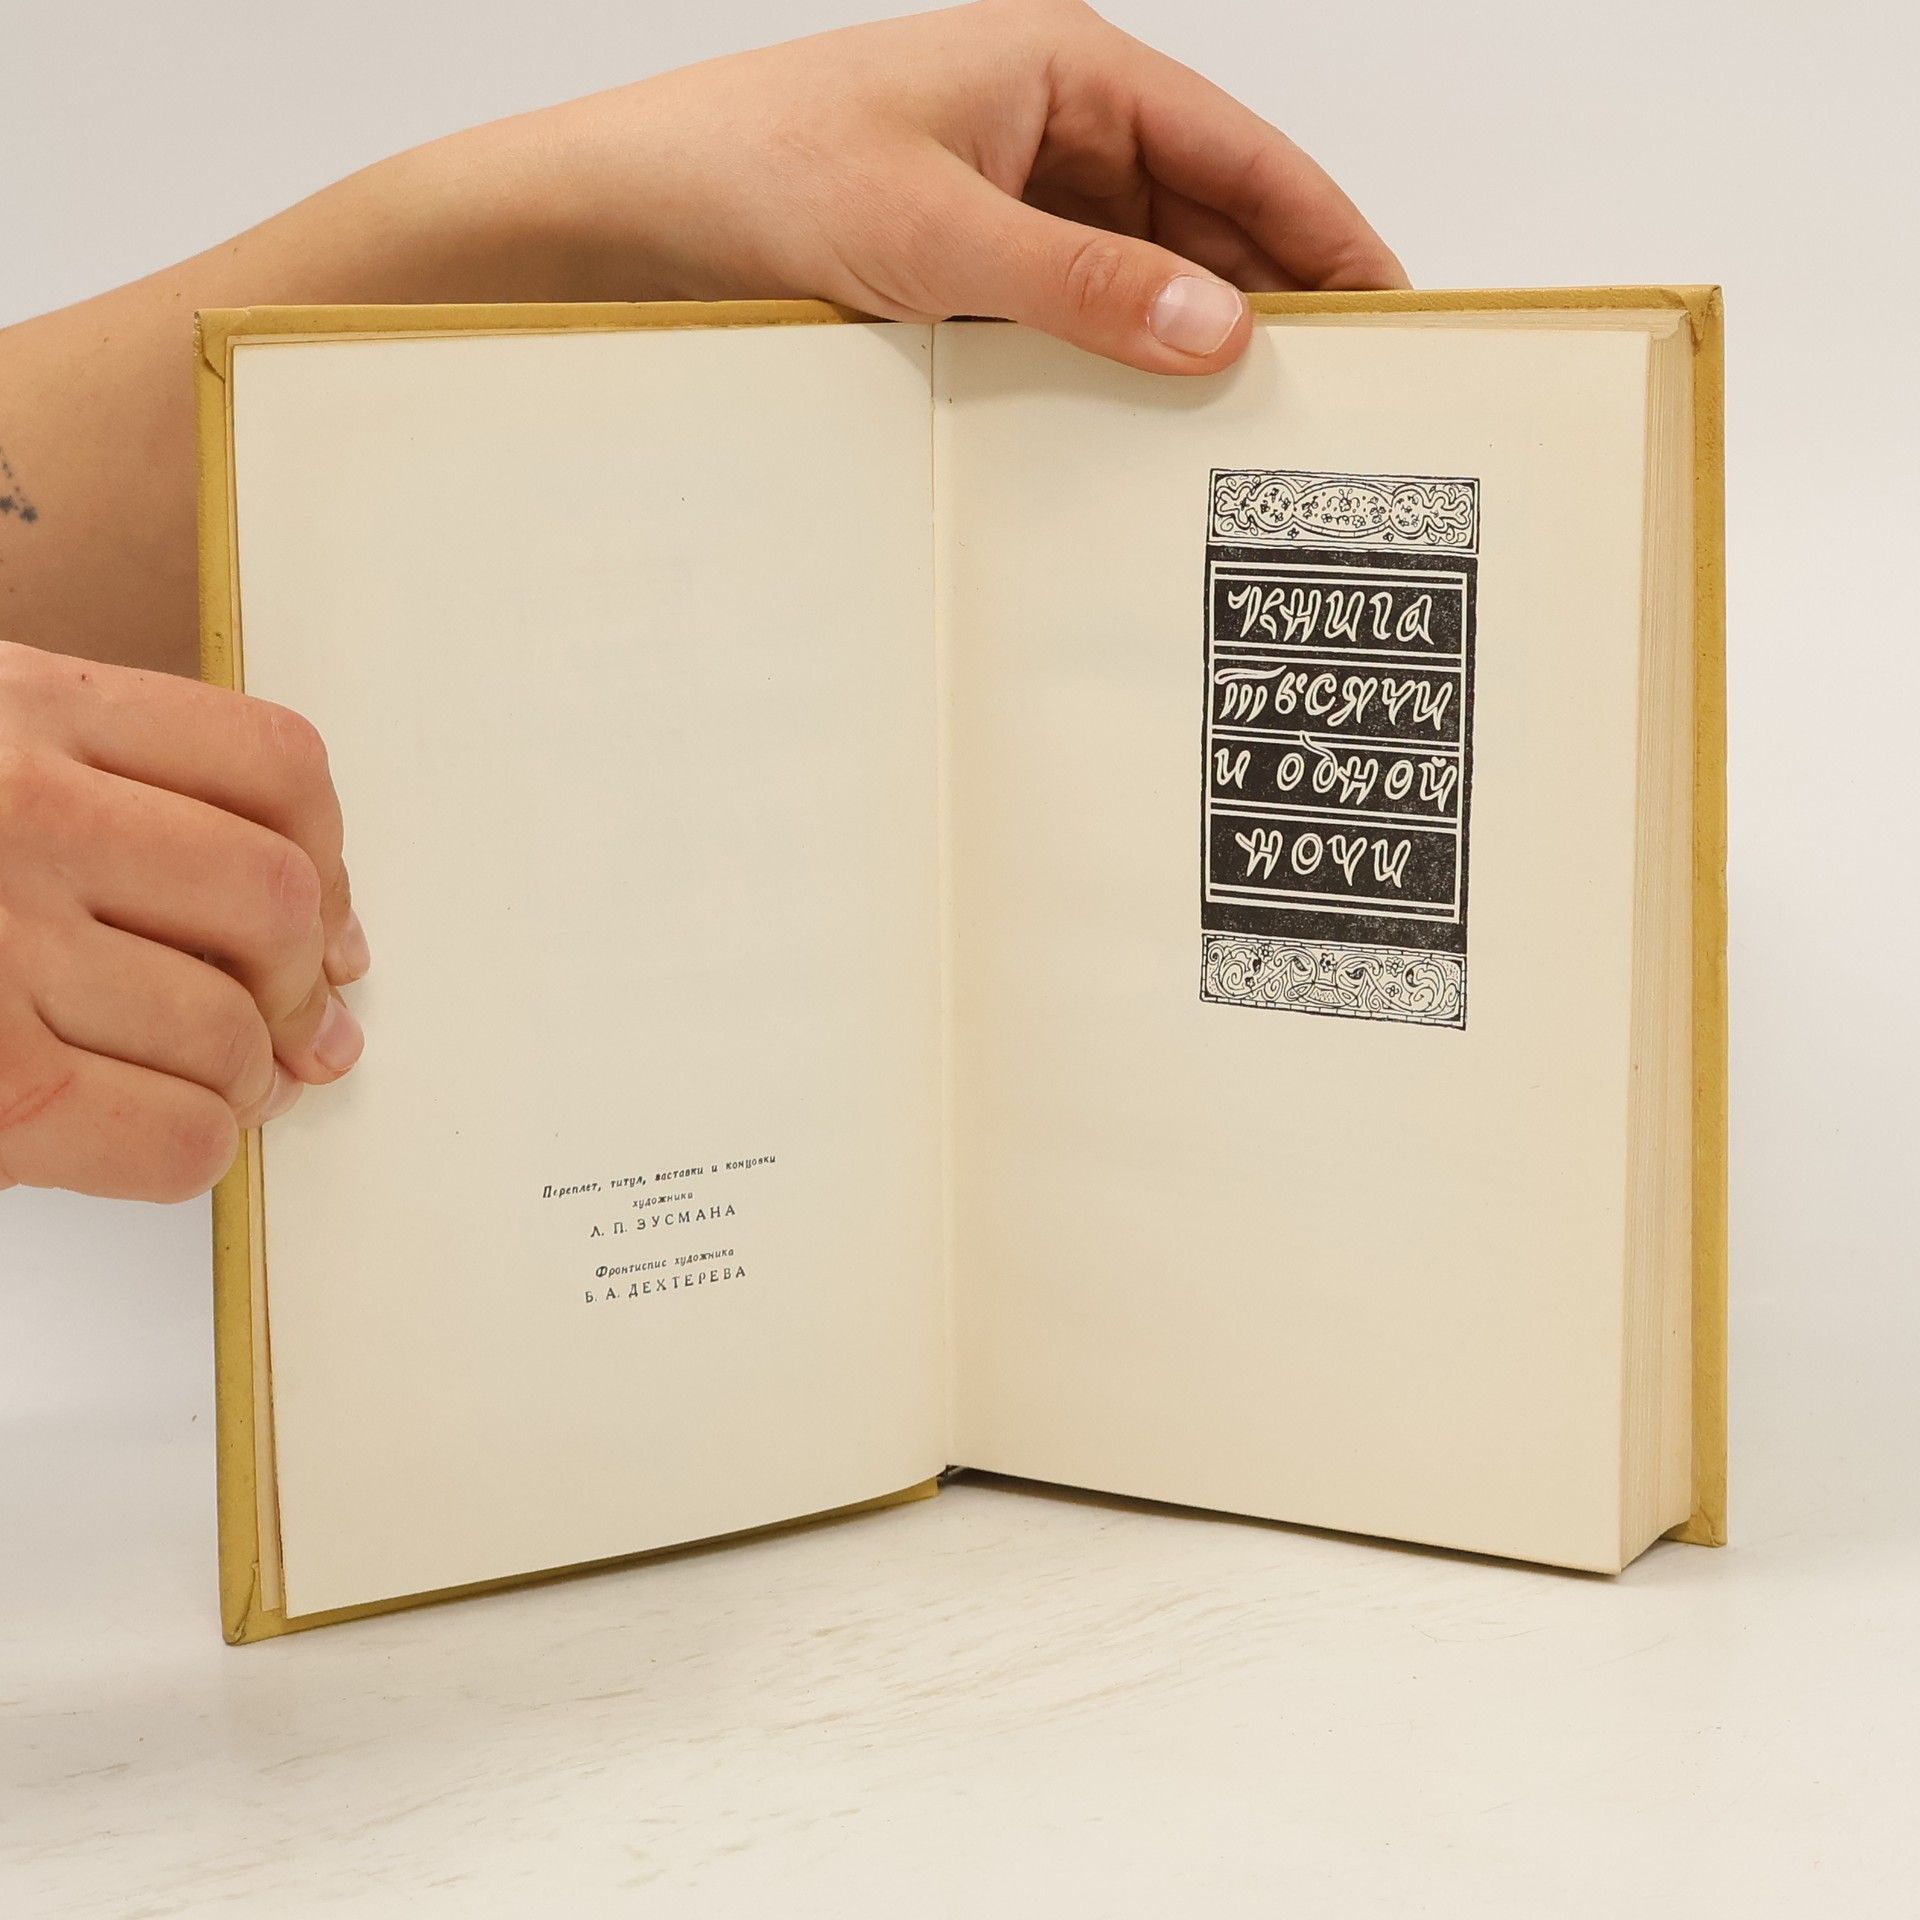 Переплет, титул, заставки и концовки
художника
Л. П. ЗУСМАНА
Фронтиспис художника
Б. А. ДЕХТЕРЕВА
Книга
тысячи
и одной
ночи